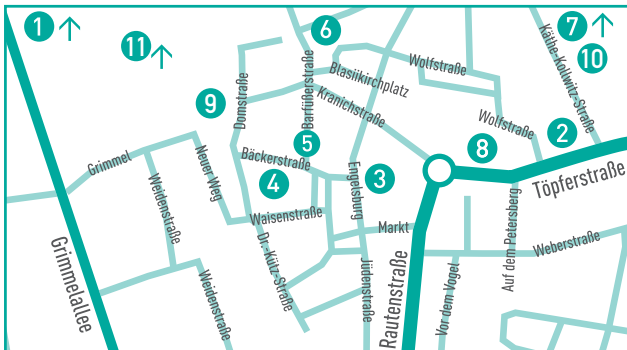 1
6
7
11
10
Käthe-Kollwitz-Straße
Wolfstraße
Blasiikirchplatz
Barfüßerstraße
Domstraße
9
Kranichstraße
Wolfstraße
2
8
5
Grimmel
Neuer Weg
Bäckerstraße
4
3
Engelsburg
Weidenstraße
Töpferstraße
Waisenstraße
Markt
Auf dem Petersberg
Weberstraße
Grimmelallee
Dr.-Külz-Straße
Jüdenstraße
Rautenstraße
Vor dem Vogel
Weidenstraße